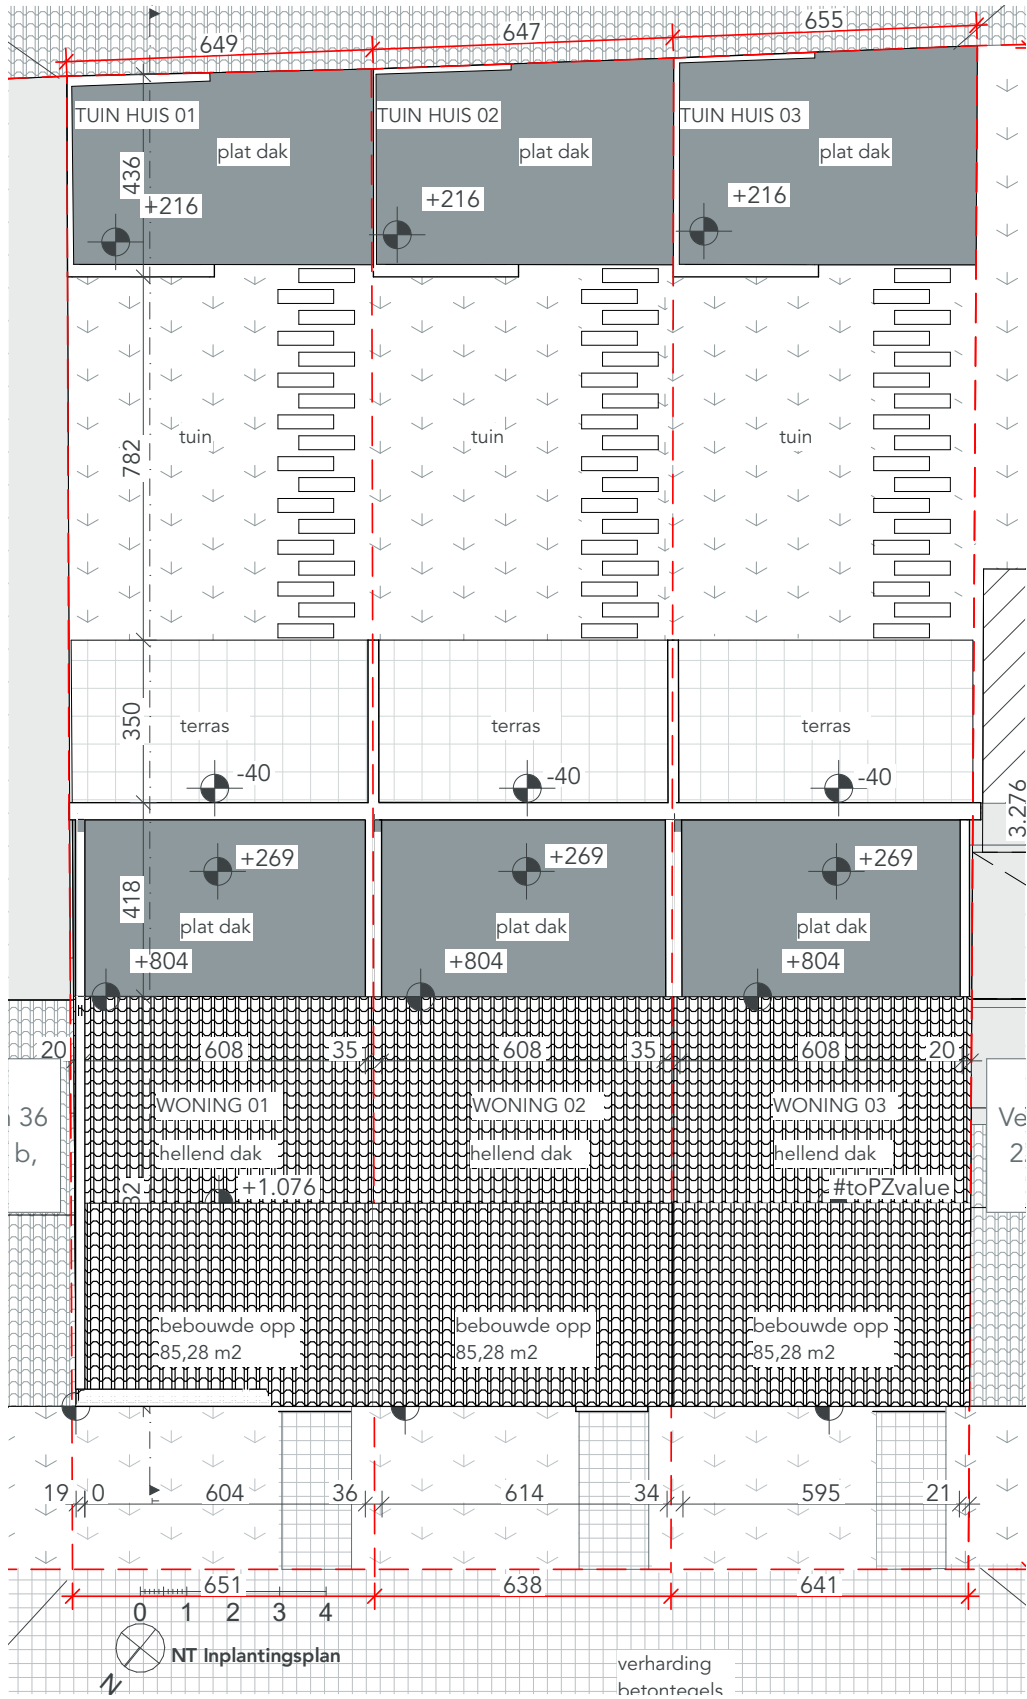 649
647
655
TUIN HUIS 01
TUIN HUIS 02
TUIN HUIS 03
plat dak
plat dak
plat dak
436
+216
+216
+216
tuin
tuin
tuin
782
terras
terras
terras
350
-40
-40
-40
3.276
+269
+269
+269
418
plat dak
plat dak
plat dak
+804
+804
+804
20
608
35
608
35
608
20
WONING 01
WONING 02
WONING 03
36
b,
hellend dak
hellend dak
hellend dak
+1.076
#toPZvalue
bebouwde opp
85,28 m2
bebouwde opp
85,28 m2
bebouwde opp
85,28 m2
19
0
604
36
614
34
595
21
651
638
641
0 1 2 3 4
N
NT Inplantingsplan
verharding
betontegels